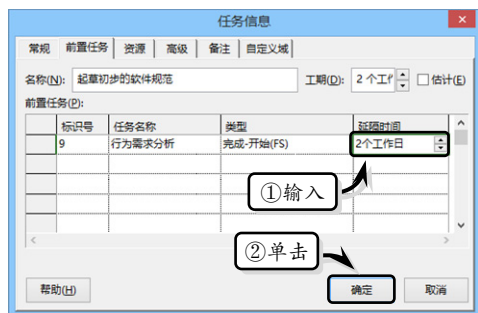 任务信息
常规 前置任务 资源 高级 备注 自定义域
名称(N): 起草初步的软件规范 工期(D): 2 个工作 估计(E)
前置任务(P):
标识号 任务名称 类型 延隔时间
9 行为需求分析 完成-开始(FS) 2个工作日
①输入
②单击
帮助(H) 确定 取消